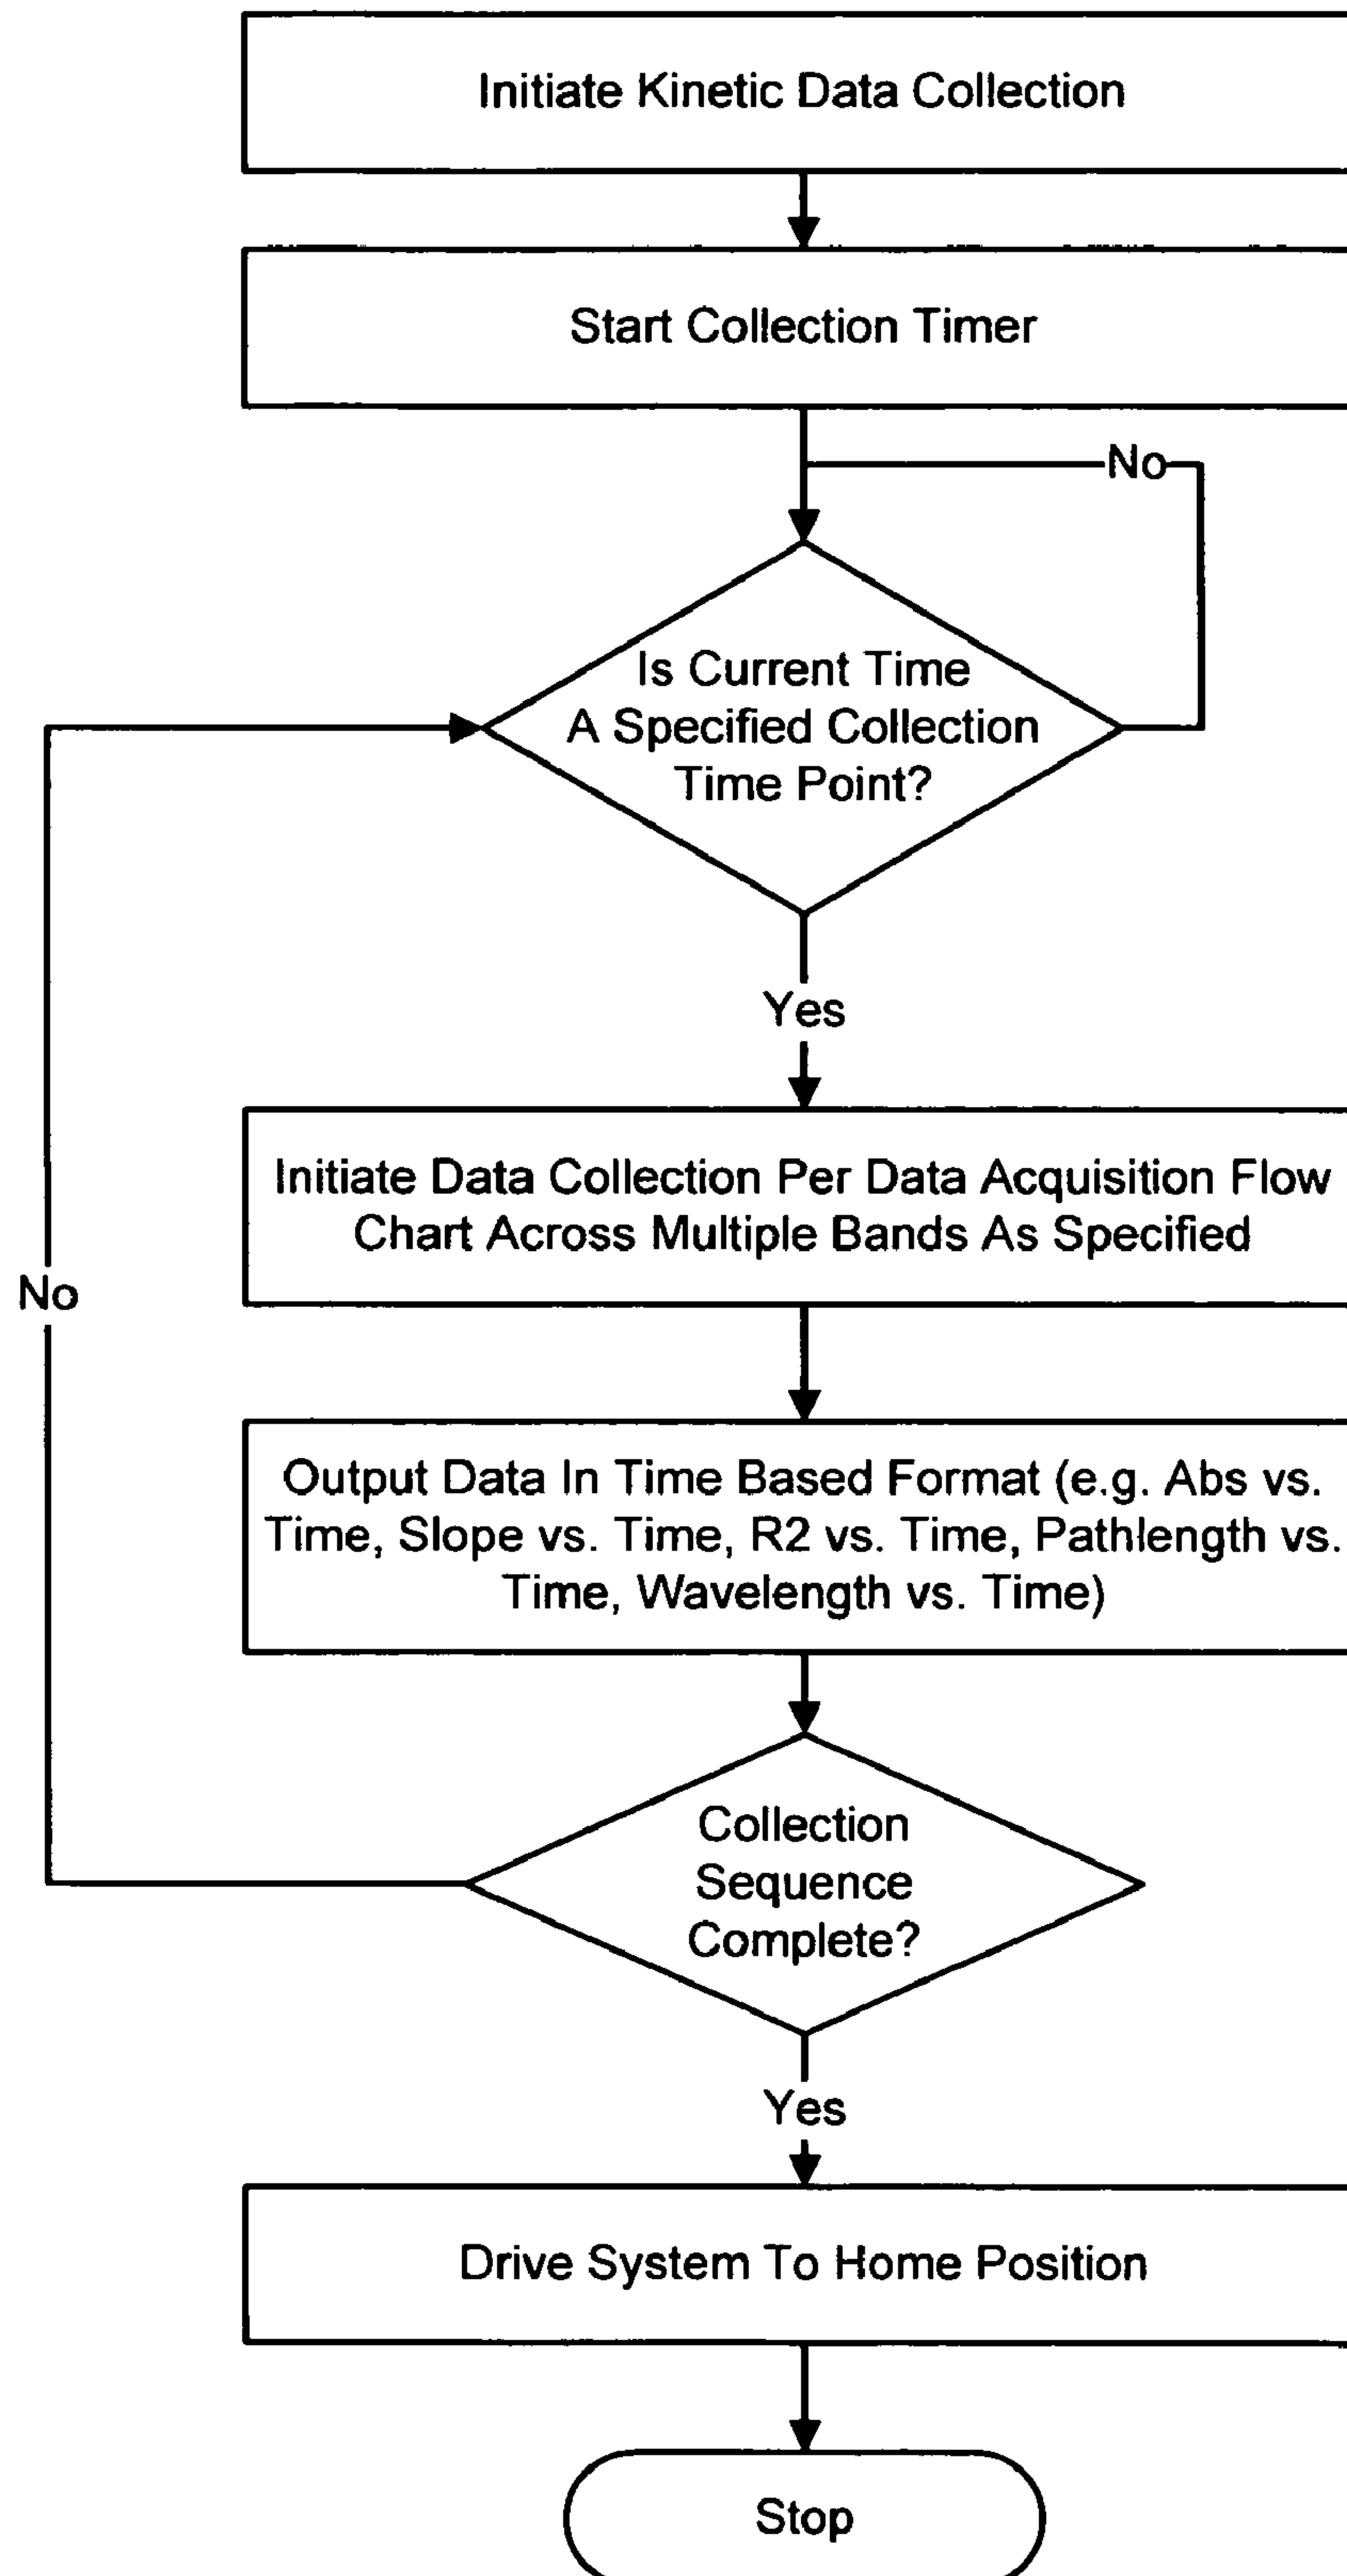 Initiate Kinetic Data Collection
Start Collection Timer
No
Is Current Time
A Specified Collection
Time Point?
Yes
Initiate Data Collection Per Data Acquisition Flow
Chart Across Multiple Bands As Specified
No
Output Data In Time Based Format (e.g. Abs vs.
Time, Slope vs. Time, R2 vs. Time, Pathlength vs.
Time, Wavelength vs. Time)
Collection
Sequence
Complete?
Yes
Drive System To Home Position
Stop